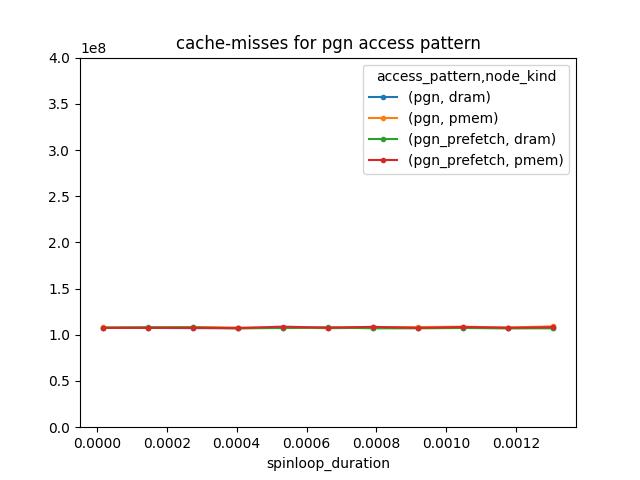 cache-misses for pgn access pattern
1e8
4.0
3.5
3.0
2.5
2.0
1.5
1.0
0.5
0.0
access_pattern,node_kind
(pgn, dram)
(pgn, pmem)
(pgn_prefetch, dram)
(pgn_prefetch, pmem)
0.0000 0.0002 0.0004 0.0006 0.0008 0.0010 0.0012
spinloop_duration